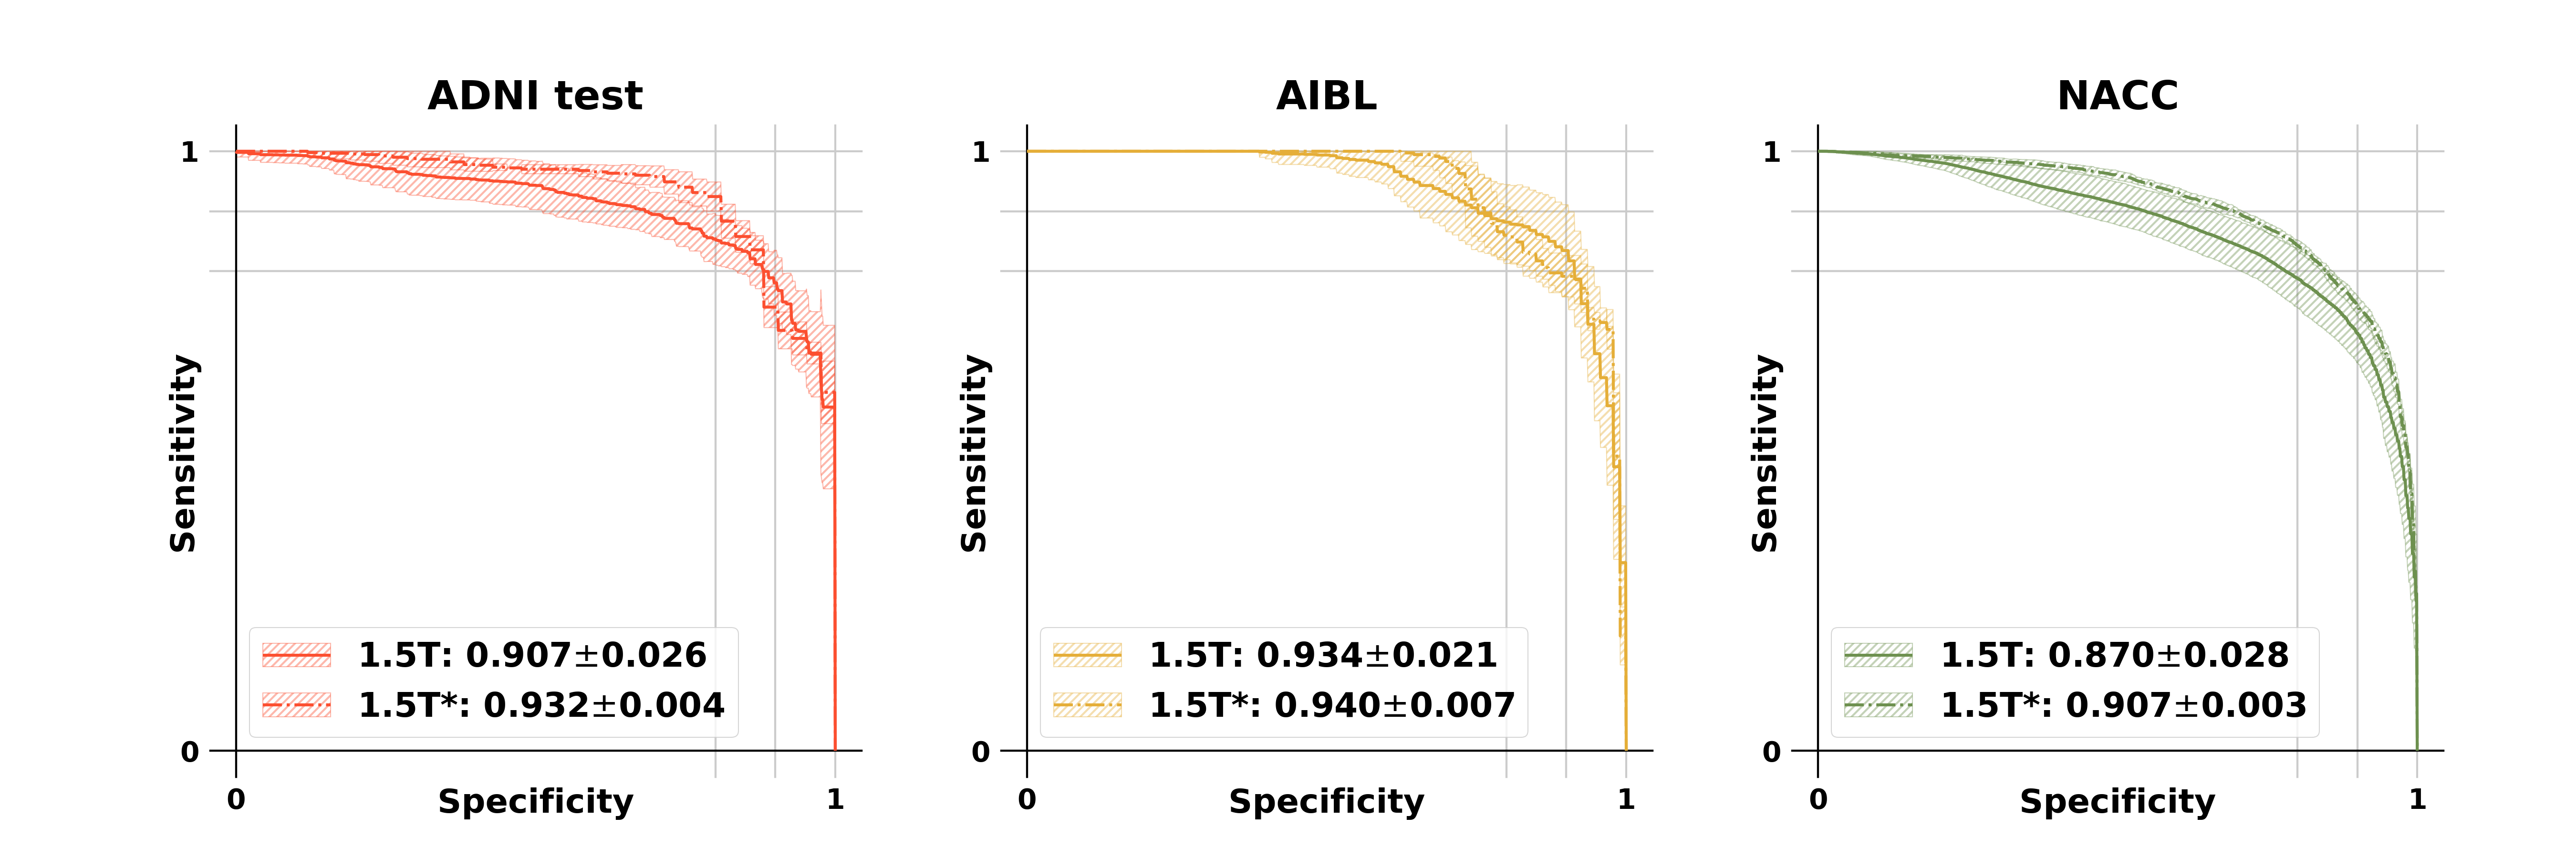 ADNI test
1
Sensitivity
1.5T: 0.907±0.026
1.5T*: 0.932±0.004
0
0
Specificity
1
AIBL
1
Sensitivity
1.5T: 0.934±0.021
1.5T*: 0.940±0.007
0
0
Specificity
1
NACC
1
Sensitivity
1.5T: 0.870±0.028
1.5T*: 0.907±0.003
0
0
Specificity
1